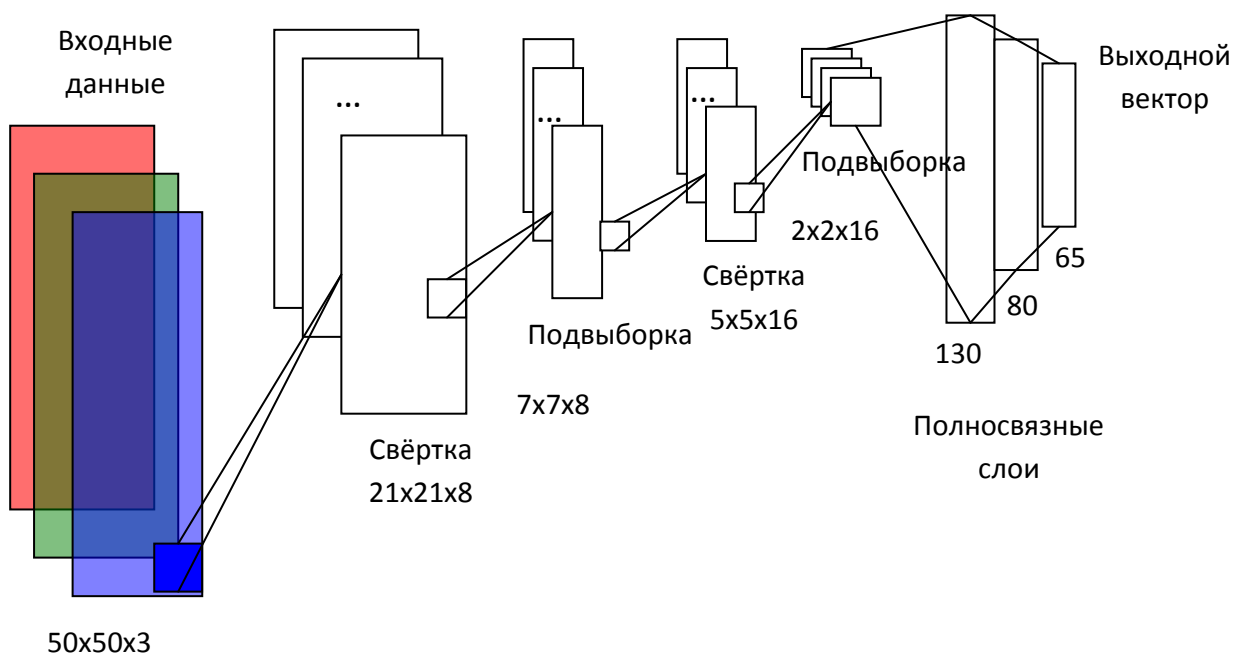 Входные
данные
50x50x3
...
Свёртка
21x21x8
...
Подвыборка
7x7x8
...
Свёртка
5x5x16
Подвыборка
2x2x16
130
80
65
Полносвязные
слои
Выходной
вектор